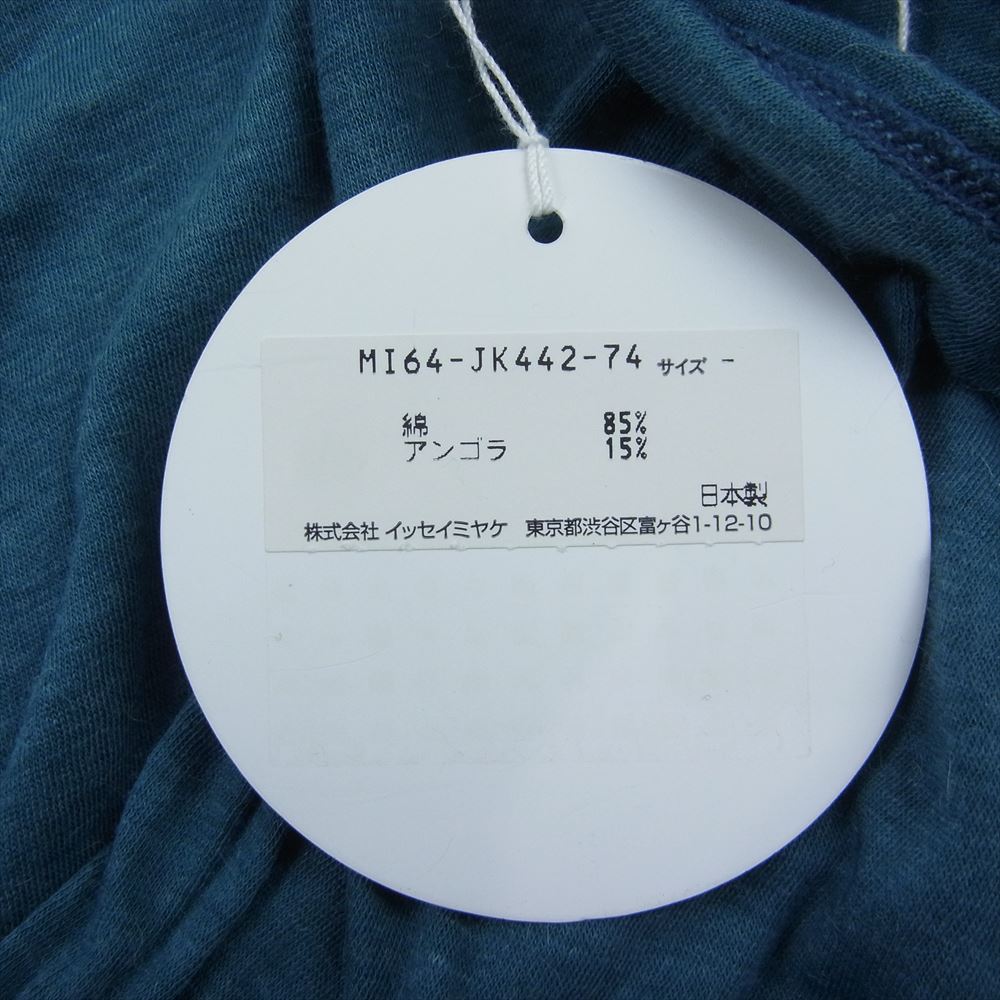 MI64-JK442-74 サイズ -
綿 85%
アンゴラ 15%
日本製
株式会社 イッセイミヤケ 東京都渋谷区富ヶ谷1-12-10